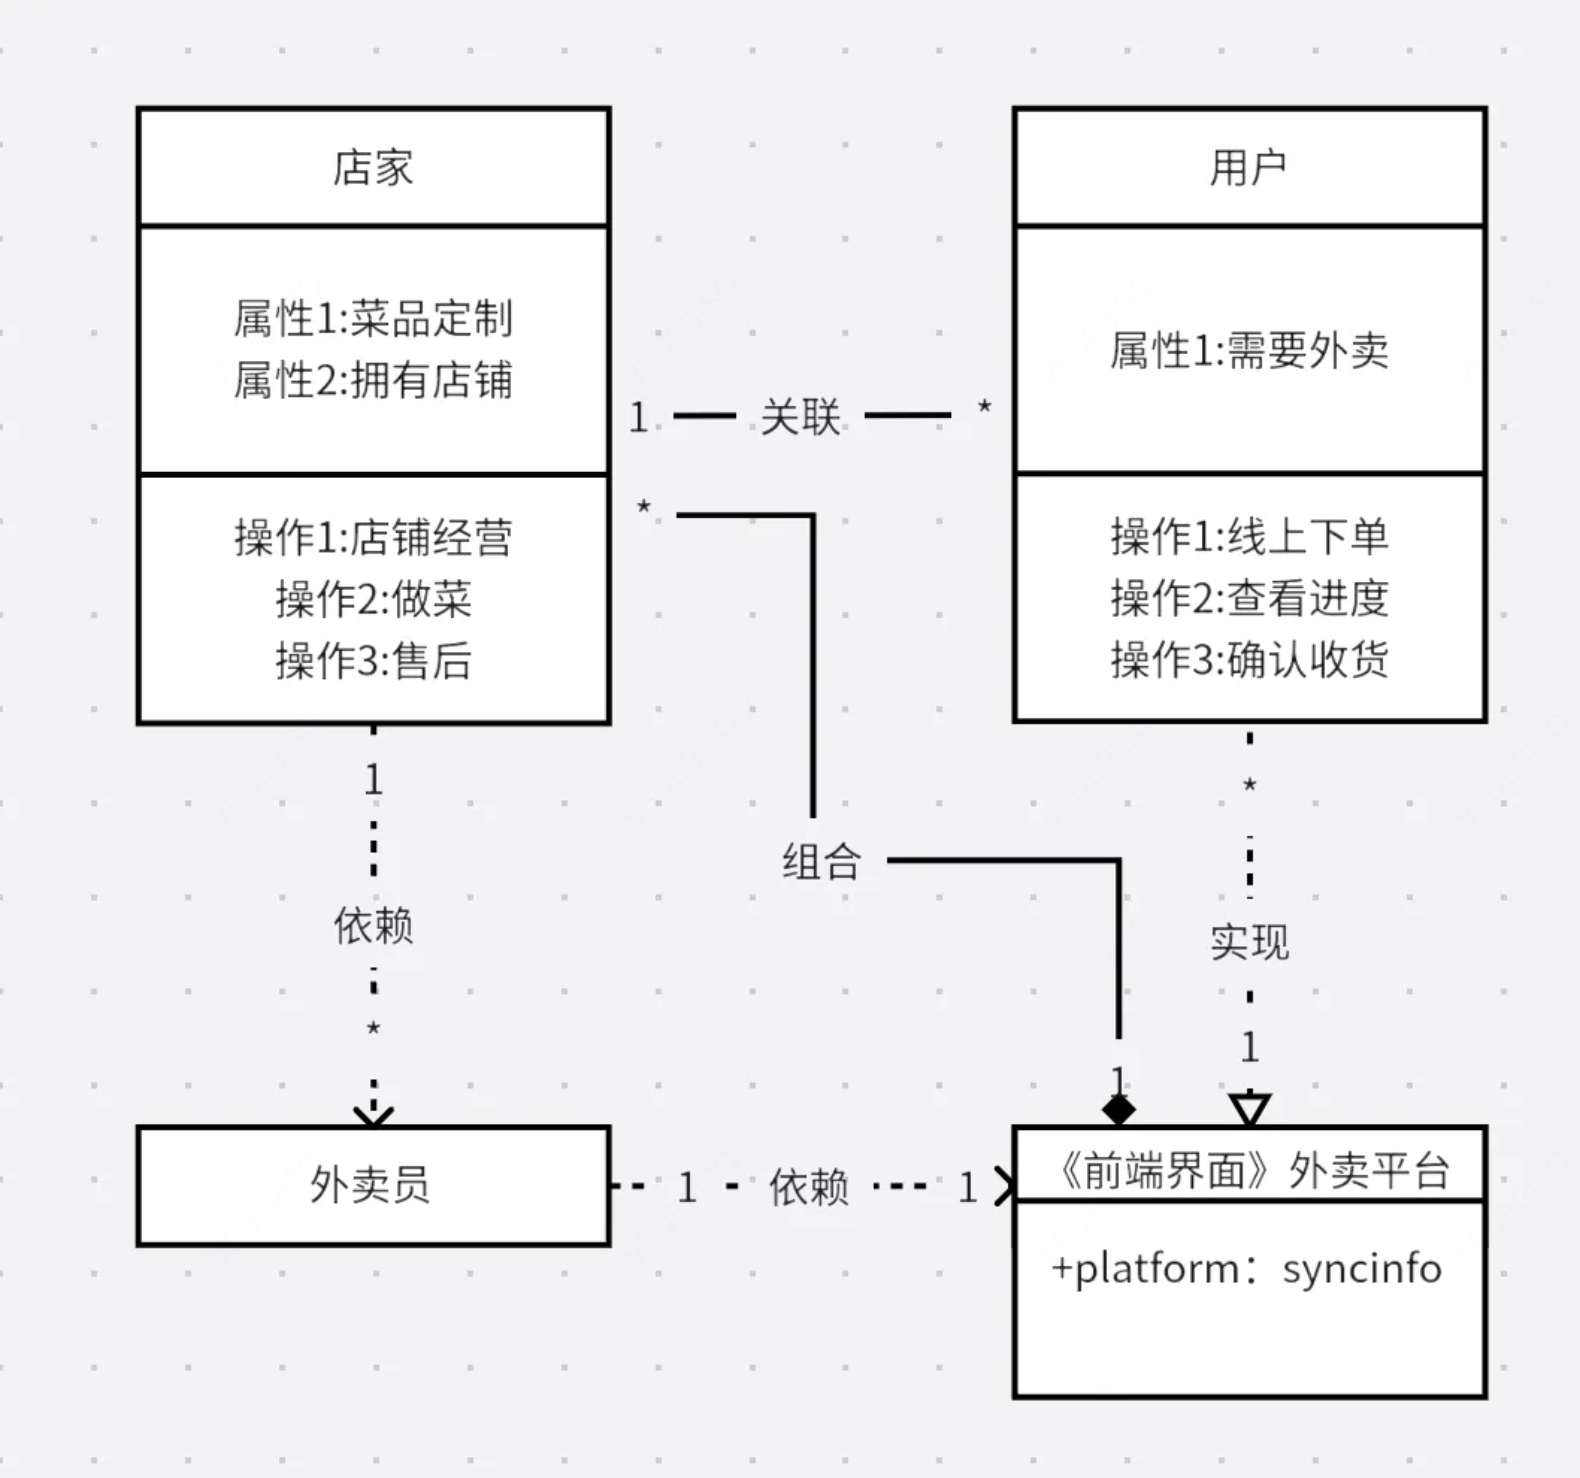 店家
属性1:菜品定制
属性2:拥有店铺
操作1:店铺经营
操作2:做菜
操作3:售后
用户
属性1:需要外卖
操作1:线上下单
操作2:查看进度
操作3:确认收货
1 关联 *
*
组合
1
1
依赖
*
*
实现
1
外卖员
1 依赖 1
《前端界面》外卖平台
+platform：syncinfo